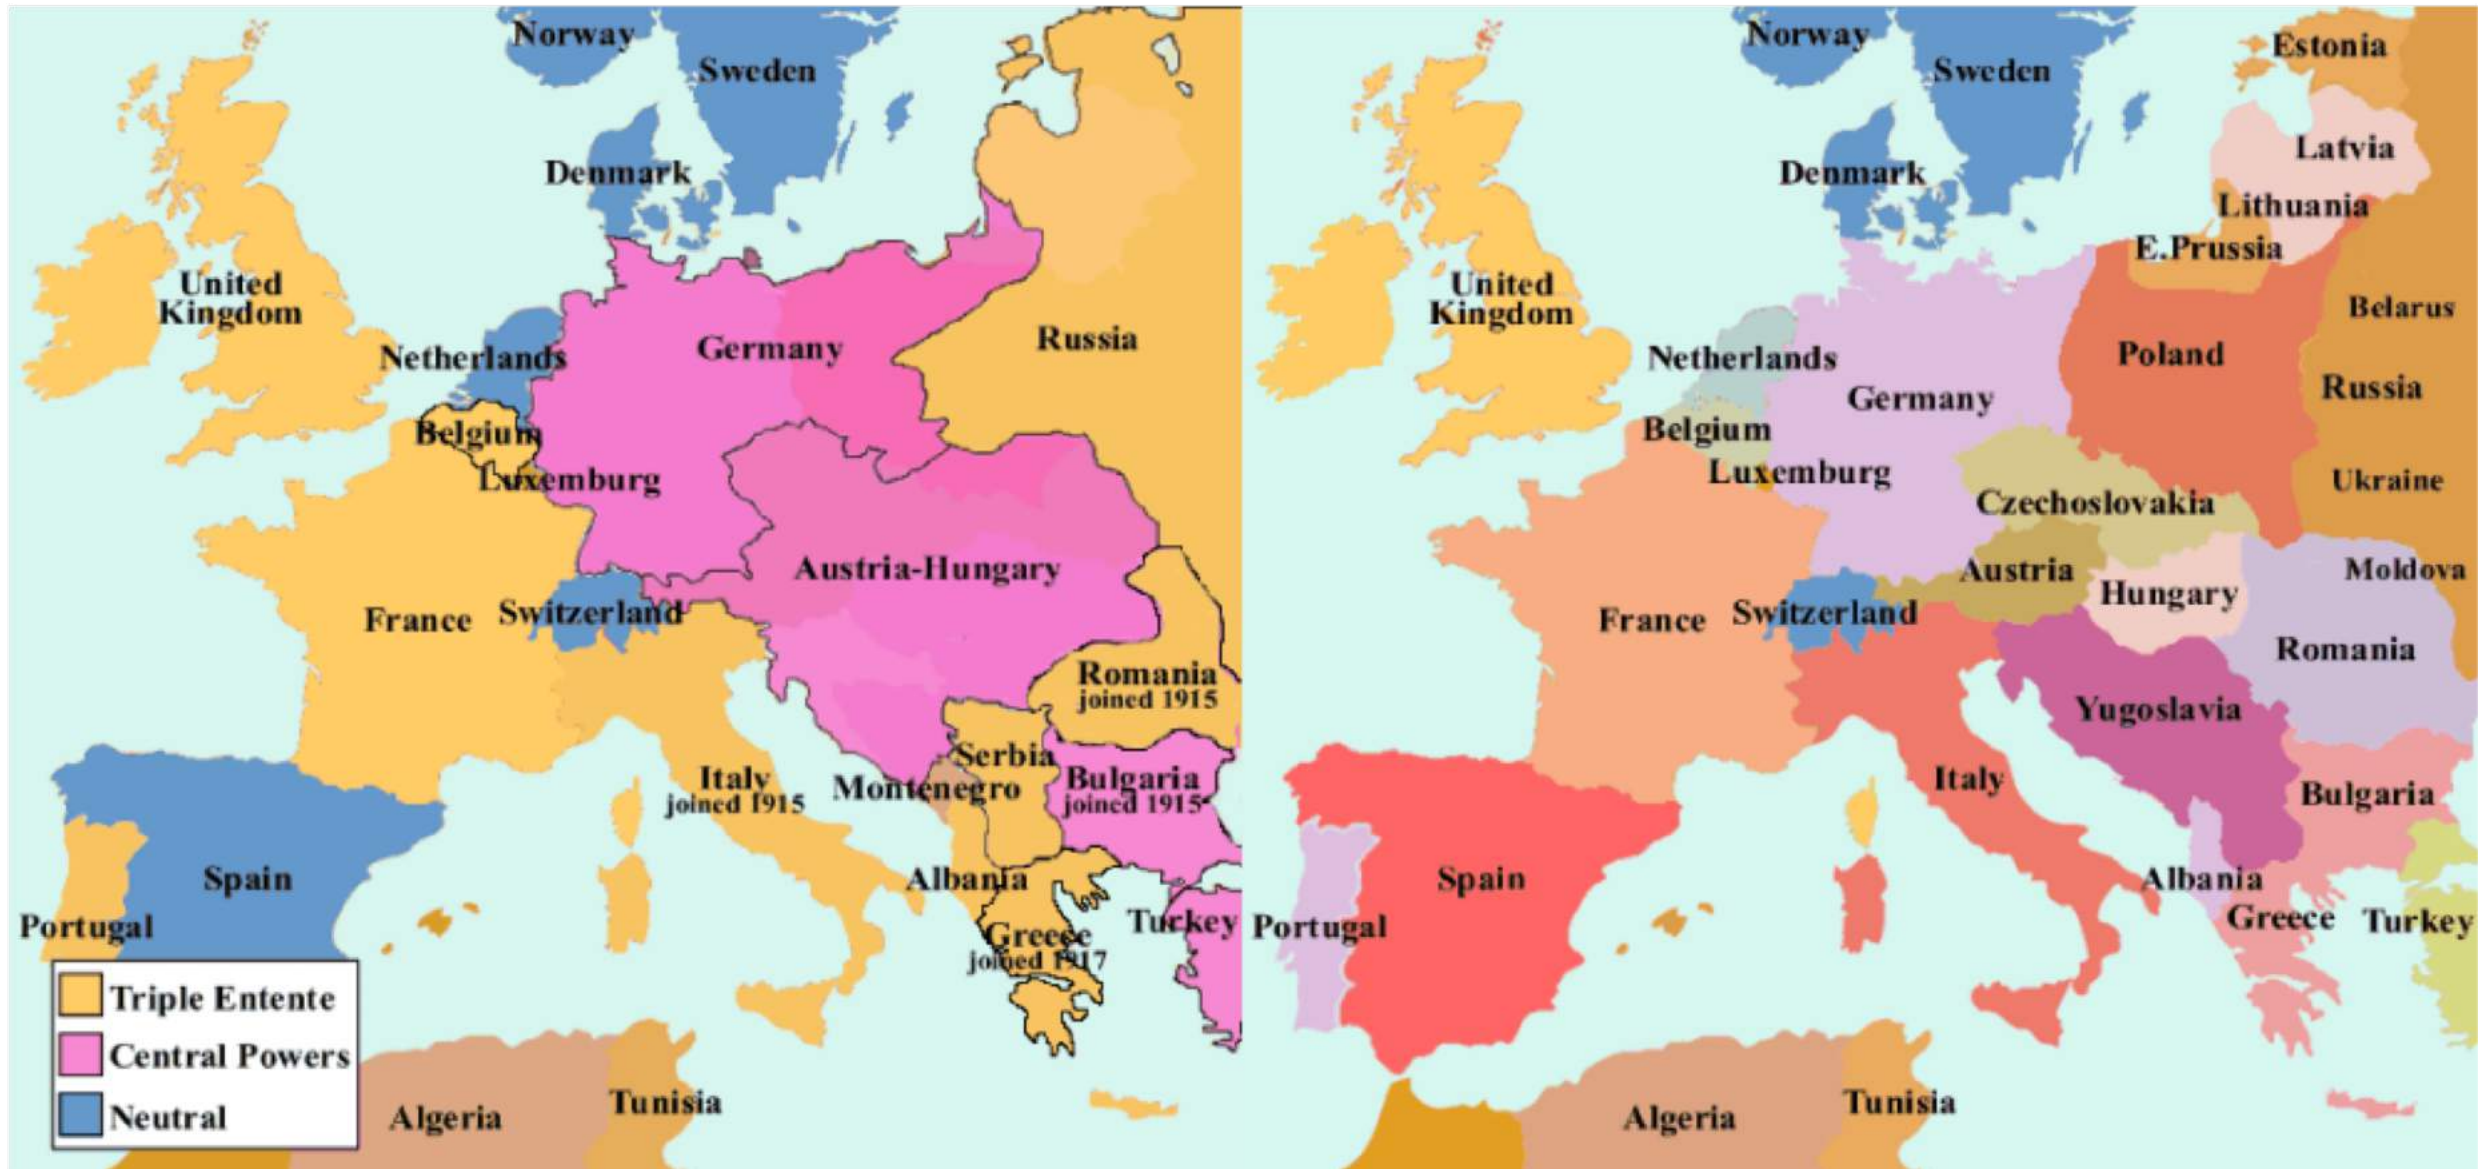 Norway
Sweden
Denmark
United
Kingdom
Netherlands
Germany
Russia
Belgium
Luxemburg
Austria-Hungary
France
Switzerland
Romania
joined 1915
Serbia
Italy
joined 1915
Montenegro
Bulgaria
joined 1915
Spain
Albania
Portugal
Turkey
Greece
joined 1917
Triple Entente
Central Powers
Neutral
Algeria
Tunisia
Norway
Sweden
Estonia
Latvia
Denmark
Lithuania
E.Prussia
United
Kingdom
Belarus
Netherlands
Poland
Germany
Russia
Belgium
Luxemburg
Ukraine
Czechoslovakia
Austria
Moldova
Hungary
France
Switzerland
Romania
Yugoslavia
Italy
Bulgaria
Spain
Albania
Portugal
Greece
Turkey
Algeria
Tunisia